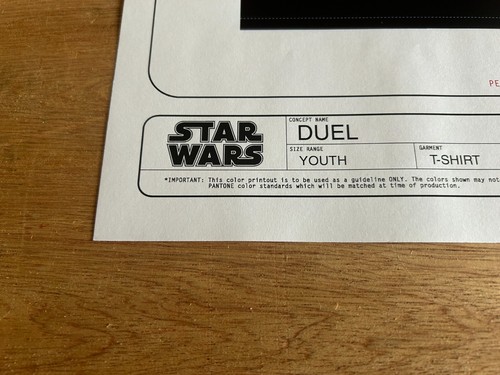 PE
STAR
WARS
CONCEPT NAME
DUEL
SIZE RANGE
YOUTH
GARMENT
T-SHIRT
*IMPORTANT: This color printout is to be used as a guideline ONLY. The colors shown may not
PANTONE color standards which will be matched at time of production.